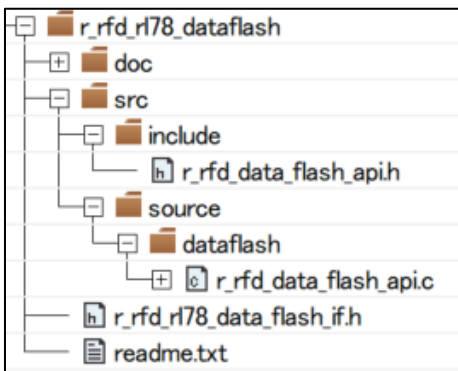 r_rfd_rl78_dataflash
doc
src
include
r_rfd_data_flash_api.h
source
dataflash
r_rfd_data_flash_api.c
r_rfd_rl78_data_flash_if.h
readme.txt